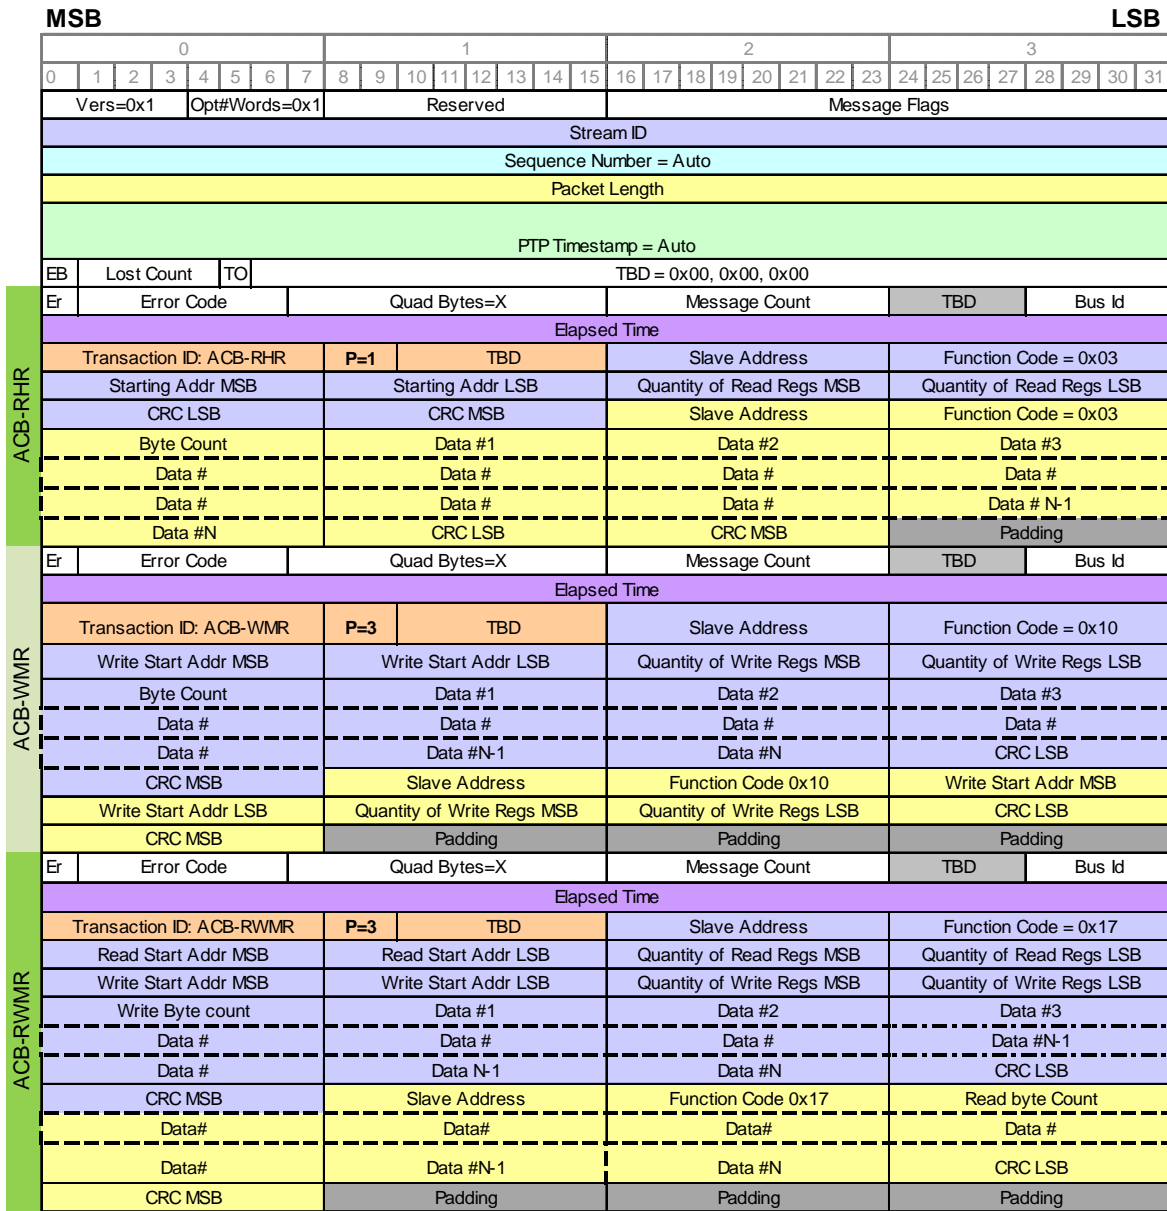 MSB LSB
0 1 2 3
0 1 2 3 4 5 6 7 8 9 10 11 12 13 14 15 16 17 18 19 20 21 22 23 24 25 26 27 28 29 30 31
Vers=0x1 Opt#Words=0x1 Reserved Message Flags
Stream ID
Sequence Number = Auto
Packet Length
PTP Timestamp = Auto
EB Lost Count TO TBD = 0x00, 0x00, 0x00
ACB-RHR
Er Error Code Quad Bytes=X Message Count TBD Bus Id
Elapsed Time
Transaction ID: ACB-RHR P=1 TBD Slave Address Function Code = 0x03
Starting Addr MSB Starting Addr LSB Quantity of Read Regs MSB Quantity of Read Regs LSB
CRC LSB CRC MSB Slave Address Function Code = 0x03
Byte Count Data #1 Data #2 Data #3
Data # Data # Data # Data #
Data # Data # Data # Data # N-1
Data #N CRC LSB CRC MSB Padding
ACB-WMR
Er Error Code Quad Bytes=X Message Count TBD Bus Id
Elapsed Time
Transaction ID: ACB-WMR P=3 TBD Slave Address Function Code = 0x10
Write Start Addr MSB Write Start Addr LSB Quantity of Write Regs MSB Quantity of Write Regs LSB
Byte Count Data #1 Data #2 Data #3
Data # Data # Data # Data #
Data # Data #N-1 Data #N CRC LSB
CRC MSB Slave Address Function Code 0x10 Write Start Addr MSB
Write Start Addr LSB Quantity of Write Regs MSB Quantity of Write Regs LSB CRC LSB
CRC MSB Padding Padding Padding
ACB-RWMR
Er Error Code Quad Bytes=X Message Count TBD Bus Id
Elapsed Time
Transaction ID: ACB-RWMR P=3 TBD Slave Address Function Code = 0x17
Read Start Addr MSB Read Start Addr LSB Quantity of Read Regs MSB Quantity of Read Regs LSB
Write Start Addr MSB Write Start Addr LSB Quantity of Write Regs MSB Quantity of Write Regs LSB
Write Byte count Data #1 Data #2 Data #3
Data # Data # Data # Data #N-1
Data # Data N-1 Data #N CRC LSB
CRC MSB Slave Address Function Code 0x17 Read byte Count
Data# Data# Data# Data #
Data# Data #N-1 Data #N CRC LSB
CRC MSB Padding Padding Padding